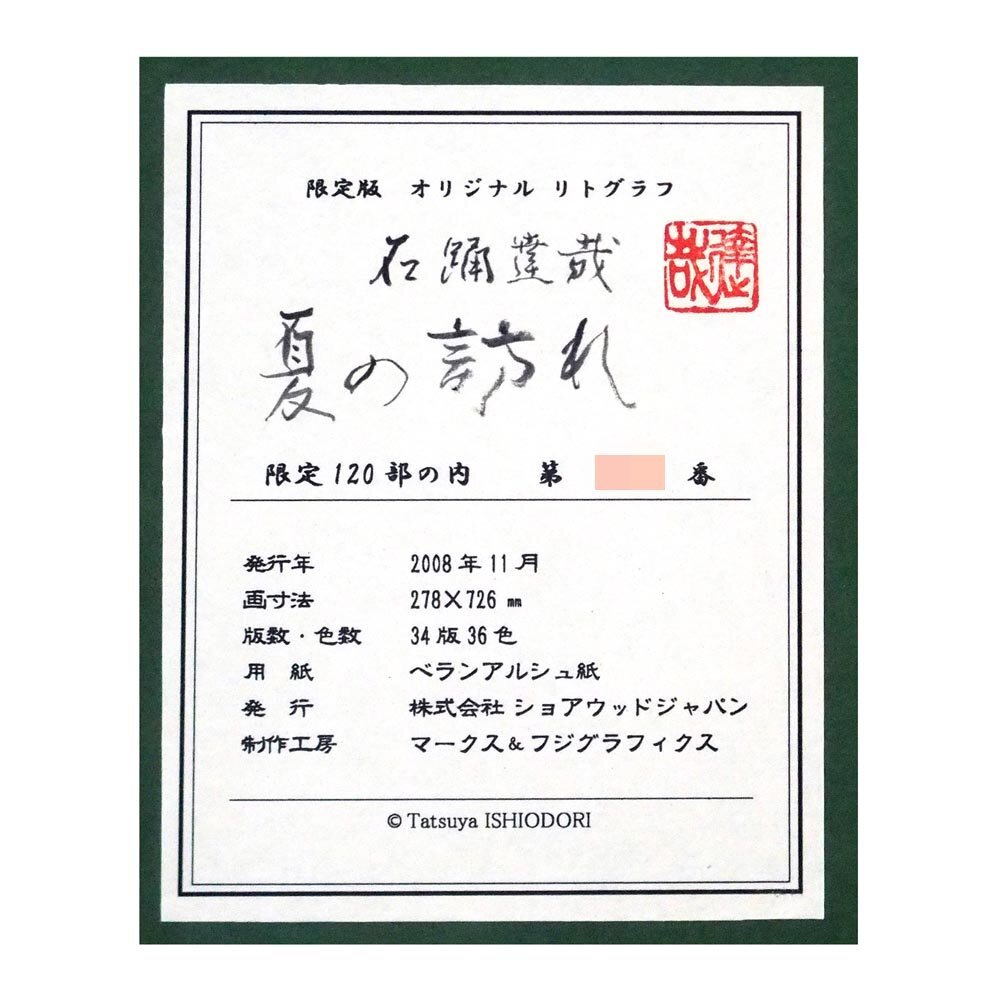 限定版 オリジナル リトグラフ
石踊達哉
達哉
夏の訪れ
限定120部の内 第 番
発行年 2008年11月
画寸法 278×726㎜
版数・色数 34版36色
用紙 ベランアルシュ紙
発行 株式会社 ショアウッドジャパン
制作工房 マークス&フジグラフィクス
© Tatsuya ISHIODORI